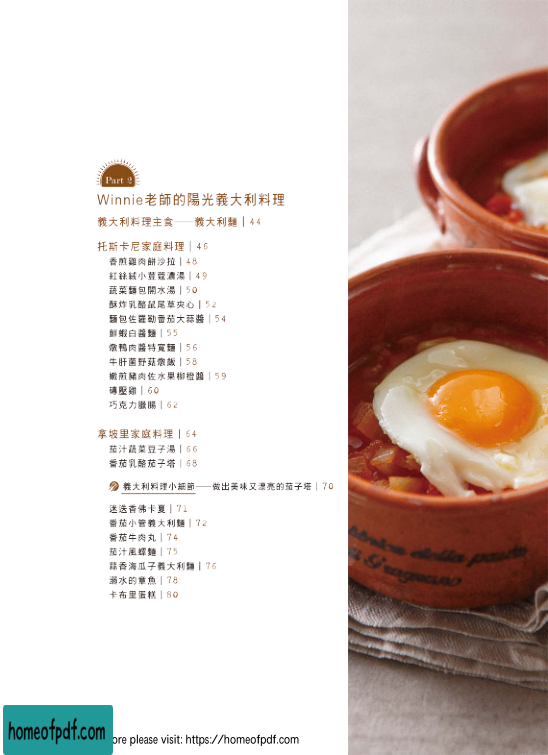 Part 2
Winnie老師的陽光義大利料理
義大利料理主食──義大利麵│44
托斯卡尼家庭料理│46
香煎雞肉餅沙拉│48
紅絲絨小荳蔻濃湯│49
蔬菜麵包開水湯│50
酥炸乳酪鼠尾草夾心│52
麵包佐羅勒番茄大蒜醬│54
鮮蝦白醬麵│55
燉鴨肉醬特寬麵│56
牛肝菌野菇燉飯│58
嫩煎豬肉佐水果柳橙醬│59
磚壓雞│60
巧克力臘腸│62
拿坡里家庭料理│64
茄汁蔬菜豆子湯│66
番茄乳酪茄子塔│68
義大利料理小細節──做出美味又漂亮的茄子塔│70
迷迭香佛卡夏│71
番茄小管義大利麵│72
番茄牛肉丸│74
茄汁風螺麵│75
蒜香海瓜子義大利麵│76
溺水的章魚│78
卡布里蛋糕│80
della pasta
Gragnano
homeofpdf.com
ore please visit: https://homeofpdf.com